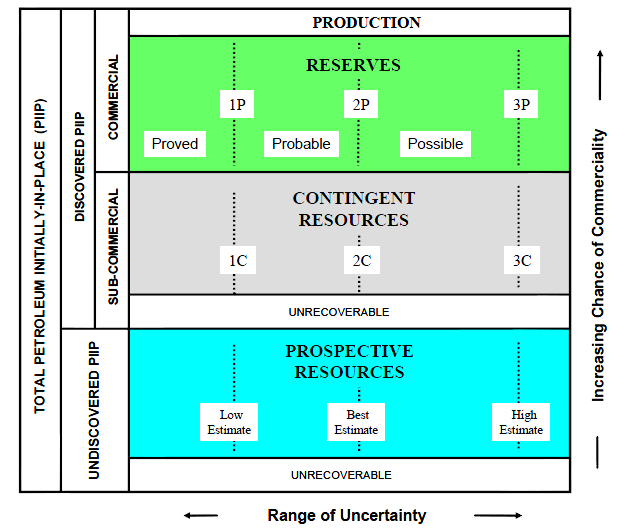 PRODUCTION
RESERVES
1P
2P
3P
Proved
Probable
Possible
CONTINGENT
RESOURCES
1C
2C
3C
UNRECOVERABLE
PROSPECTIVE
RESOURCES
Low
Estimate
Best
Estimate
High
Estimate
UNRECOVERABLE
TOTAL PETROLEUM INITIALLY-IN-PLACE (PIIP)
DISCOVERED PIIP
UNDISCOVERED PIIP
COMMERCIAL
SUB-COMMERCIAL
Increasing Chance of Commerciality
Range of Uncertainty